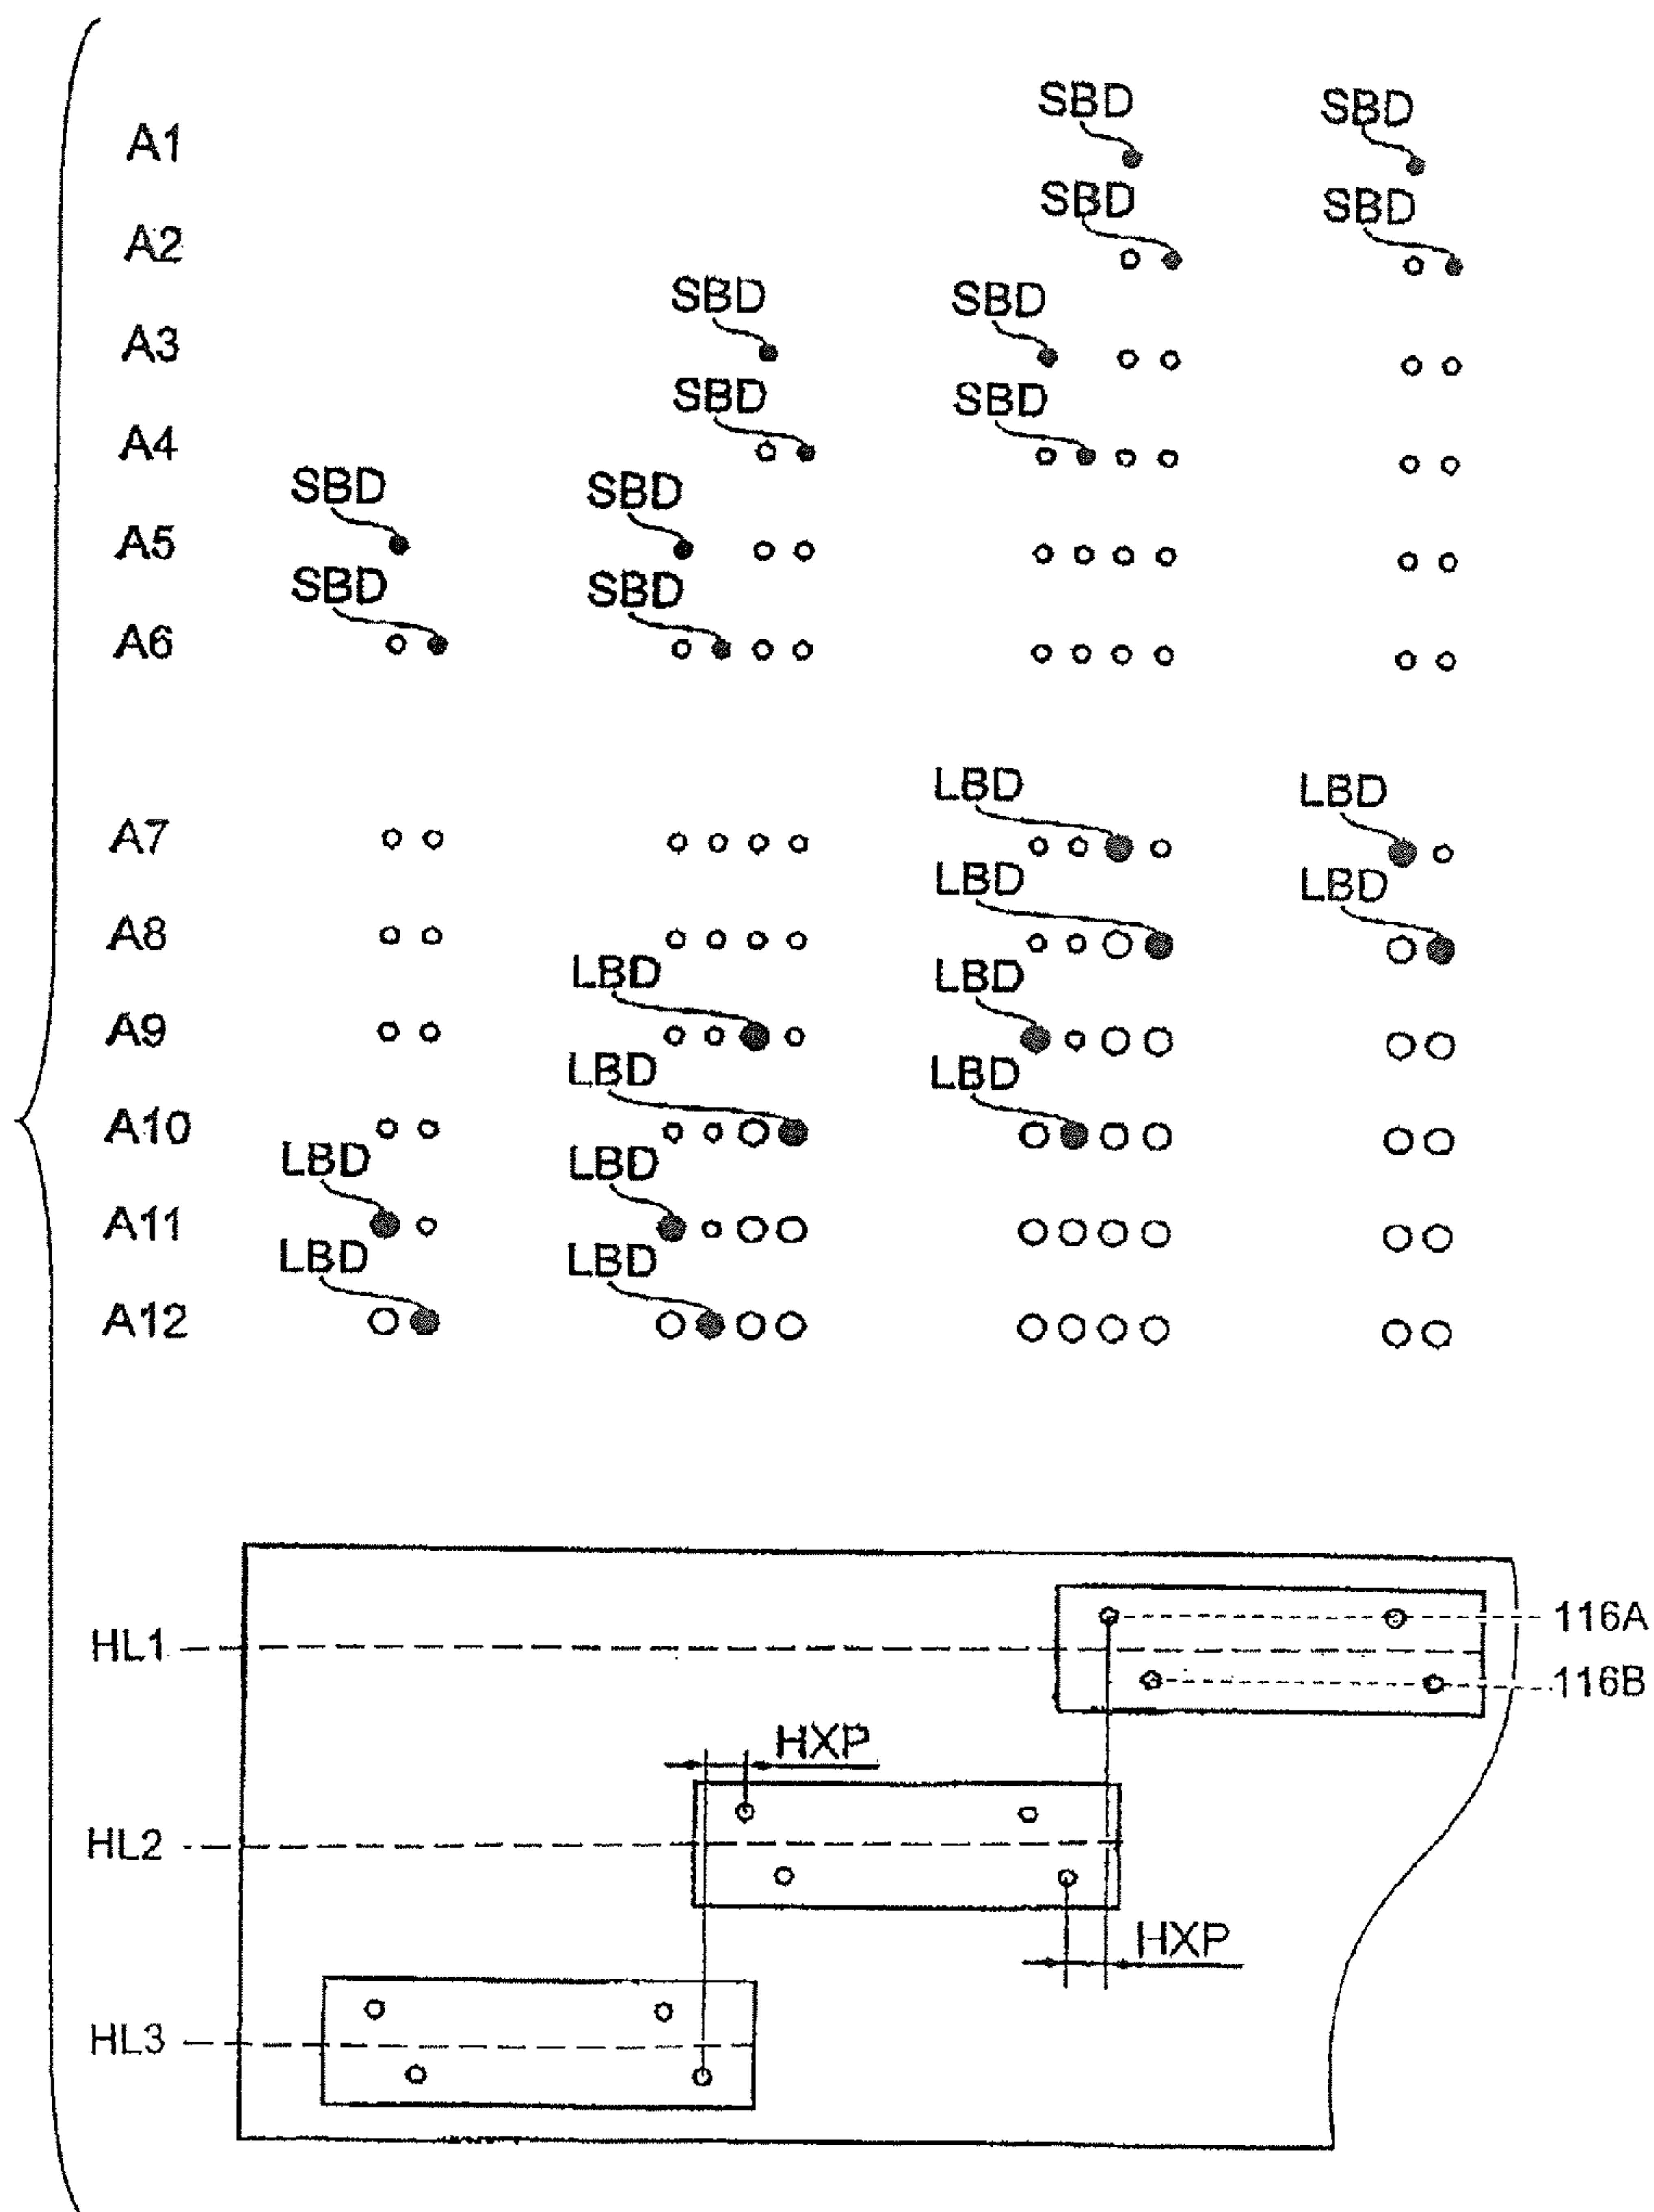 SBD SBD
A1
SBD SBD
A2
SBD SBD
A3
SBD SBD
A4
SBD SBD
A5
SBD SBD
A6
LBD LBD
A7
LBD LBD
A8
LBD LBD
A9
LBD LBD
A10
LBD LBD
A11
LBD LBD
A12
116A
HL1
116B
HXP
HL2
HXP
HL3